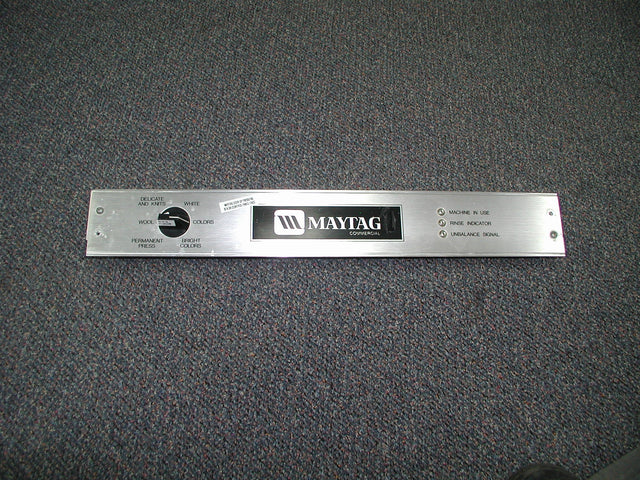 DELICATE
AND KNITS
WHITE
WOOL
COLORS
PERMANENT
PRESS
BRIGHT
COLORS
MAYTAG
COMMERCIAL
MACHINE IN USE
RINSE INDICATOR
UNBALANCE SIGNAL